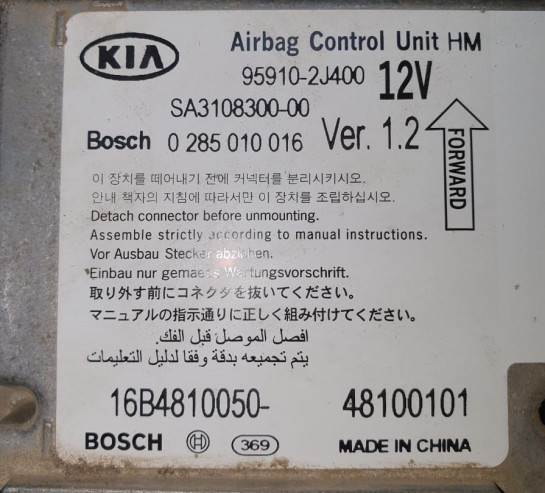 KIA
Airbag Control Unit HM
95910-2J400 12V
SA3108300-00
Bosch 0 285 010 016 Ver. 1.2
FORWARD
이 장치를 떼어내기 전에 커넥터를 분리시키시오.
안내 책자의 지침에 따라서만 이 장치를 조립하십시오.
Detach connector before unmounting.
Assemble strictly according to manual instructions.
Vor Ausbau Stecker abziehen.
Einbau nur gemaess Wartungsvorschrift.
取り外す前にコネクタを抜いてください。
マニュアルの指示通りに正しく組み付けてください。
افصل الموصل قبل الفك.
يتم تجميعه بدقة وفقا لدليل التعليمات
16B4810050- 48100101
BOSCH 369 MADE IN CHINA